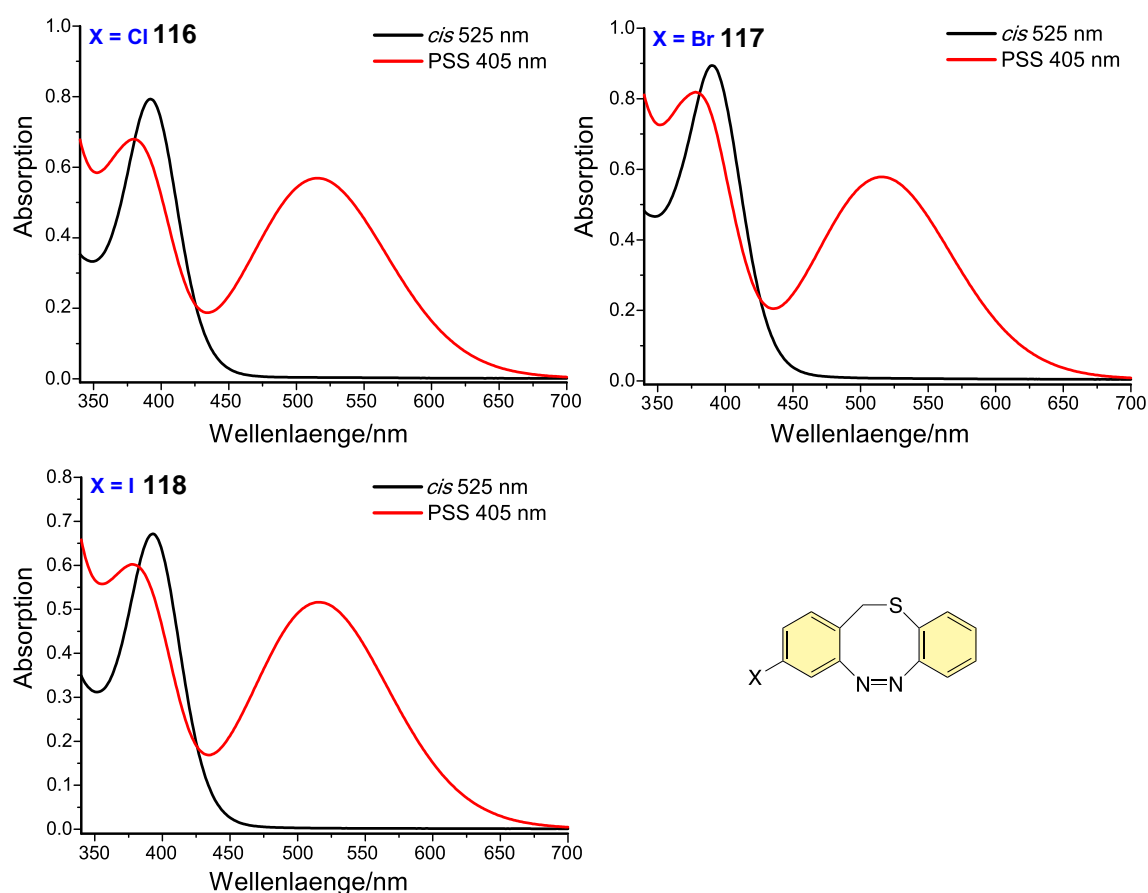 X = Cl 116
cis 525 nm
PSS 405 nm
1.0
0.8
0.6
0.4
0.2
0.0
Absorption
350 400 450 500 550 600 650 700
Wellenlaenge/nm
X = Br 117
cis 525 nm
PSS 405 nm
1.0
0.8
0.6
0.4
0.2
0.0
Absorption
350 400 450 500 550 600 650 700
Wellenlaenge/nm
X = I 118
cis 525 nm
PSS 405 nm
0.8
0.7
0.6
0.5
0.4
0.3
0.2
0.1
0.0
Absorption
350 400 450 500 550 600 650 700
Wellenlaenge/nm
S
X
N=N